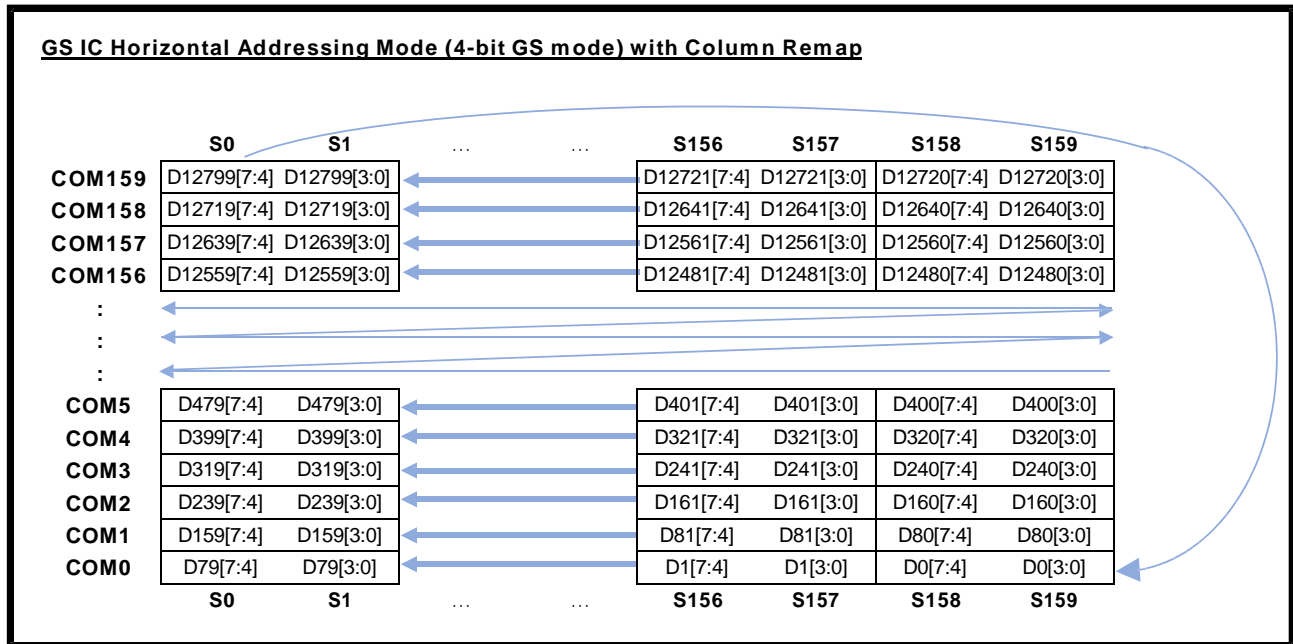 GS IC Horizontal Addressing Mode (4-bit GS mode) with Column Remap
S0 S1 ... ... S156 S157 S158 S159
COM159 D12799[7:4] D12799[3:0] D12721[7:4] D12721[3:0] D12720[7:4] D12720[3:0]
COM158 D12719[7:4] D12719[3:0] D12641[7:4] D12641[3:0] D12640[7:4] D12640[3:0]
COM157 D12639[7:4] D12639[3:0] D12561[7:4] D12561[3:0] D12560[7:4] D12560[3:0]
COM156 D12559[7:4] D12559[3:0] D12481[7:4] D12481[3:0] D12480[7:4] D12480[3:0]
:
:
:
COM5 D479[7:4] D479[3:0] D401[7:4] D401[3:0] D400[7:4] D400[3:0]
COM4 D399[7:4] D399[3:0] D321[7:4] D321[3:0] D320[7:4] D320[3:0]
COM3 D319[7:4] D319[3:0] D241[7:4] D241[3:0] D240[7:4] D240[3:0]
COM2 D239[7:4] D239[3:0] D161[7:4] D161[3:0] D160[7:4] D160[3:0]
COM1 D159[7:4] D159[3:0] D81[7:4] D81[3:0] D80[7:4] D80[3:0]
COM0 D79[7:4] D79[3:0] D1[7:4] D1[3:0] D0[7:4] D0[3:0]
S0 S1 ... ... S156 S157 S158 S159